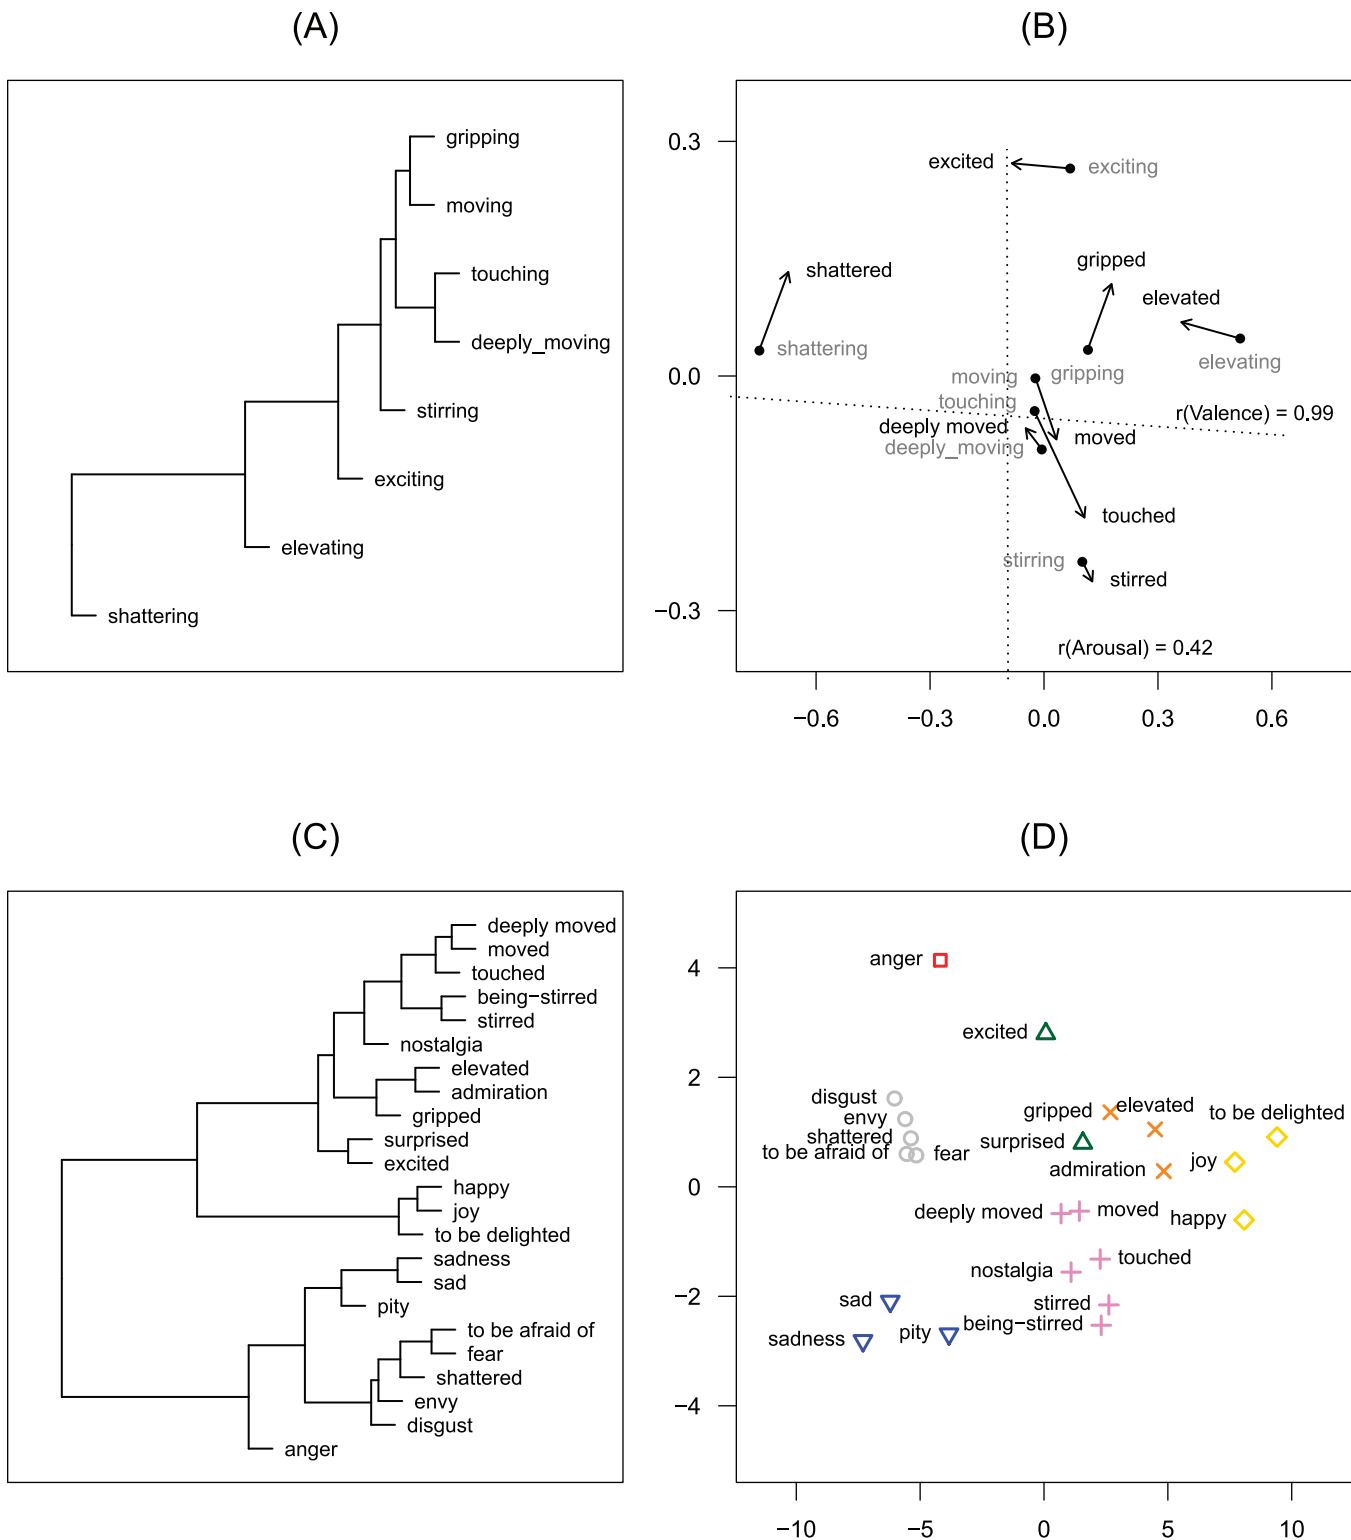 (A)
gripping
moving
touching
deeply_moving
stirring
exciting
elevating
shattering
(B)
0.3
0.0
−0.3
excited
exciting
shattered
shattering
gripped
elevated
gripping
elevating
moving
touching
r(Valence) = 0.99
deeply moved
moved
deeply_moving
touched
stirring
stirred
r(Arousal) = 0.42
−0.6
−0.3
0.0
0.3
0.6
(C)
deeply moved
moved
touched
being−stirred
stirred
nostalgia
elevated
admiration
gripped
surprised
excited
happy
joy
to be delighted
sadness
sad
pity
to be afraid of
fear
shattered
envy
disgust
anger
(D)
4
2
0
−2
−4
anger
excited
disgust
envy
shattered
to be afraid of
fear
gripped
elevated
to be delighted
surprised
admiration
joy
deeply moved
moved
happy
touched
nostalgia
sad
stirred
being−stirred
sadness
pity
−10
−5
0
5
10